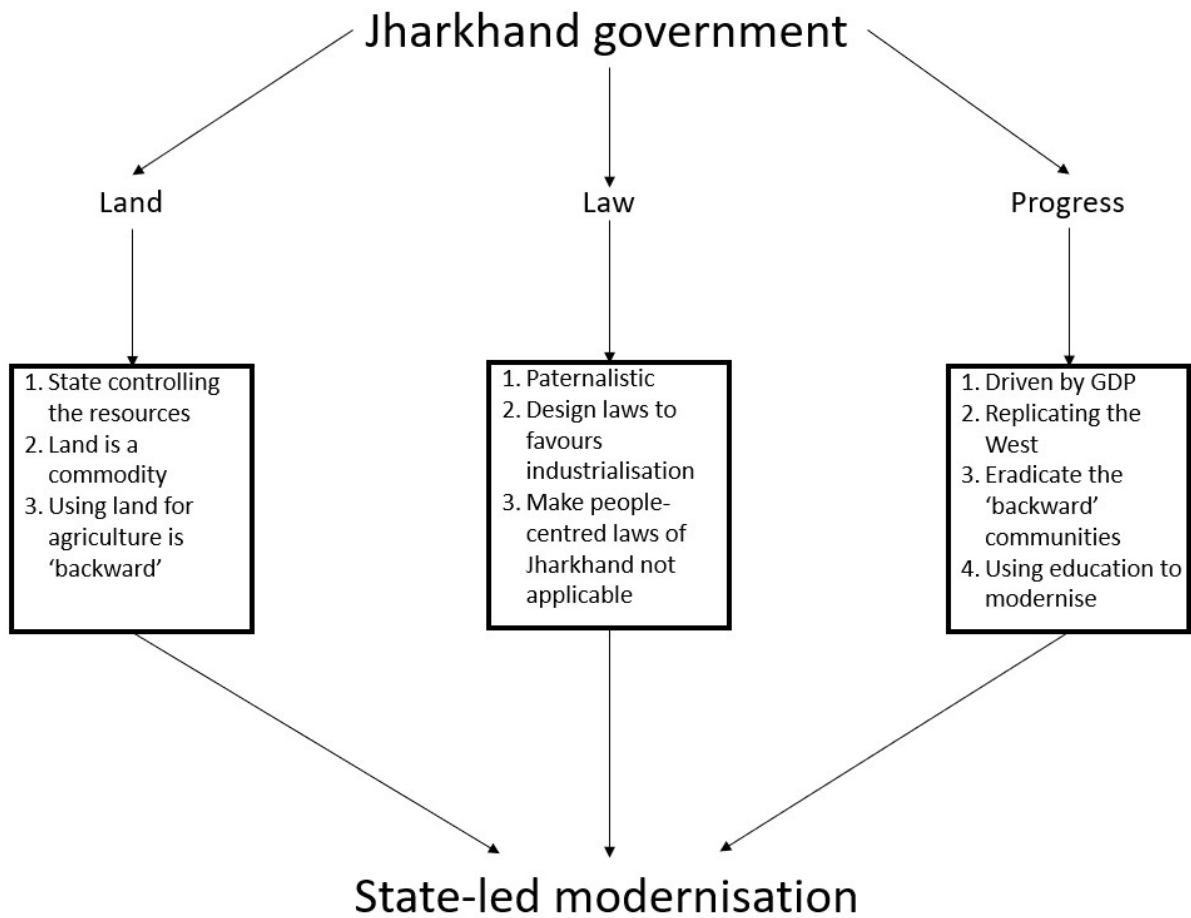 Jharkhand government
Land
Law
Progress
1. State controlling
the resources
2. Land is a
commodity
3. Using land for
agriculture is
‘backward’
1. Paternalistic
2. Design laws to
favours
industrialisation
3. Make people-
centred laws of
Jharkhand not
applicable
1. Driven by GDP
2. Replicating the
West
3. Eradicate the
‘backward’
communities
4. Using education to
modernise
State-led modernisation